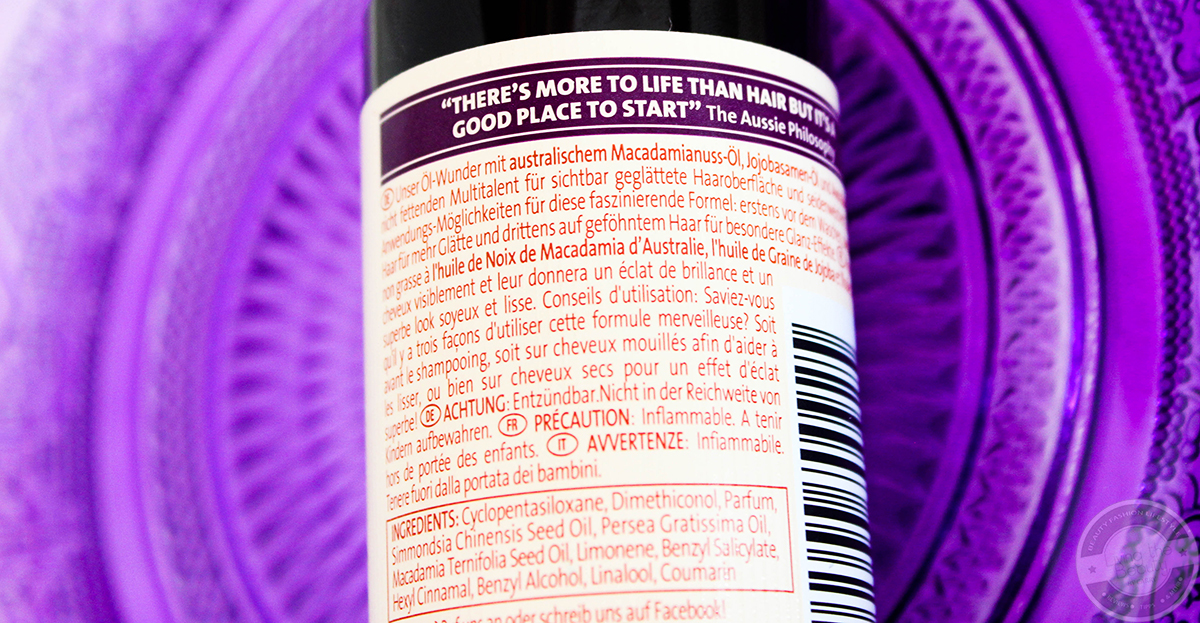 “THERE’S MORE TO LIFE THAN HAIR BUT IT’S A
GOOD PLACE TO START” The Aussie Philosophy
DE Unser Öl-Wunder mit australischem Macadamianuss-Öl, Jojobasamen-Öl und
nicht fettenden Multitalent für sichtbar geglättete Haaroberfläche und
Anwendungs-Möglichkeiten für diese faszinierende Formel: erstens vor dem
Haar für mehr Glätte und drittens auf geföhntem Haar für besondere Glanz-Effekte.
non grasse à l’huile de Noix de Macadamia d’Australie, l’huile de Graine de Jojoba
cheveux visiblement et leur donnera un éclat de brillance et un
superbe look soyeux et lisse. Conseils d’utilisation: Saviez-vous
qu’il y a trois façons d’utiliser cette formule merveilleuse? Soit
avant le shampooing, soit sur cheveux mouillés afin d’aider à
les lisser, ou bien sur cheveux secs pour un effet d’éclat
superbe! DE ACHTUNG: Entzündbar.Nicht in der Reichweite von
Kindern aufbewahren. FR PRÉCAUTION: Inflammable. A tenir
hors de portée des enfants. IT AVVERTENZE: Infiammabile.
Tenere fuori dalla portata dei bambini.
INGREDIENTS: Cyclopentasiloxane, Dimethiconol, Parfum,
Simmondsia Chinensis Seed Oil, Persea Gratissima Oil,
Macadamia Ternifolia Seed Oil, Limonene, Benzyl Salicylate,
Hexyl Cinnamal, Benzyl Alcohol, Linalool, Coumarin
uns an oder schreib uns auf Facebook!